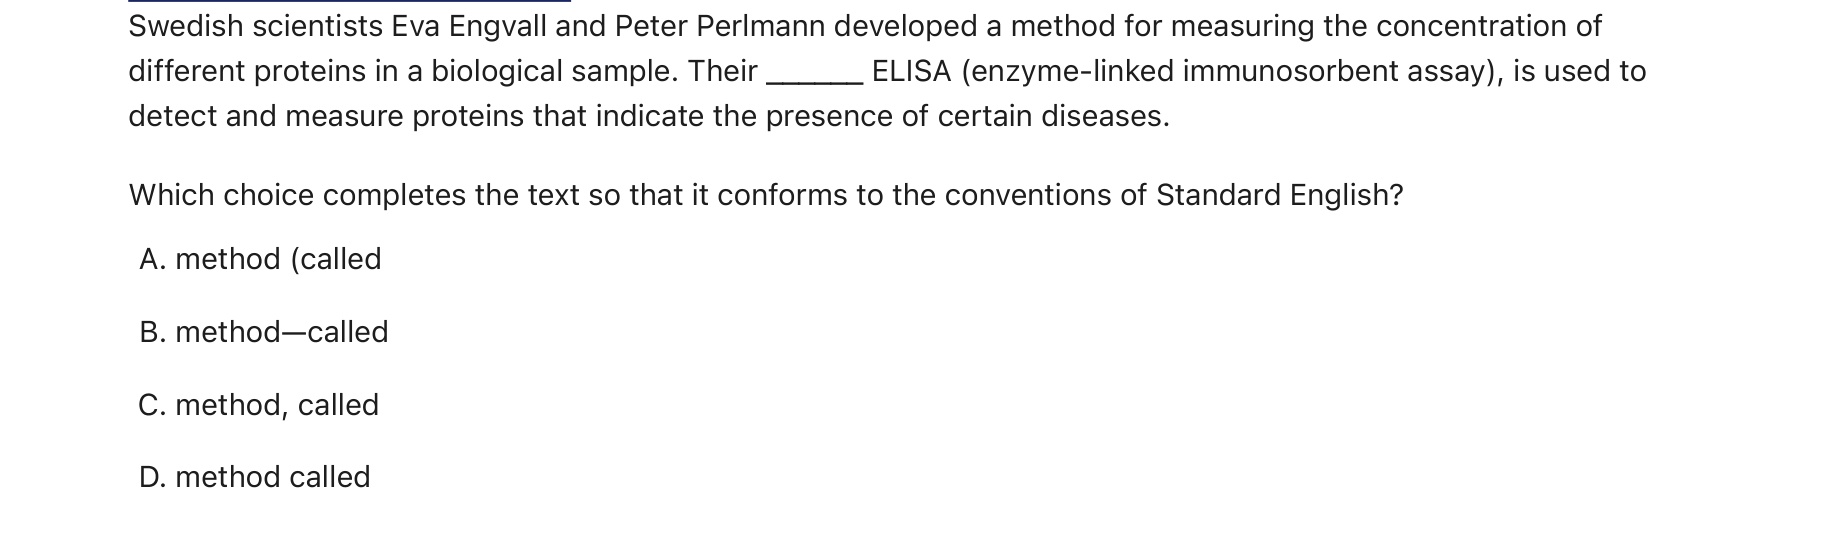 Swedish scientists Eva Engvall and Peter Perlmann developed a method for measuring the concentration of
different proteins in a biological sample. Their ______ ELISA (enzyme-linked immunosorbent assay), is used to
detect and measure proteins that indicate the presence of certain diseases.
Which choice completes the text so that it conforms to the conventions of Standard English?
A. method (called
B. method—called
C. method, called
D. method called